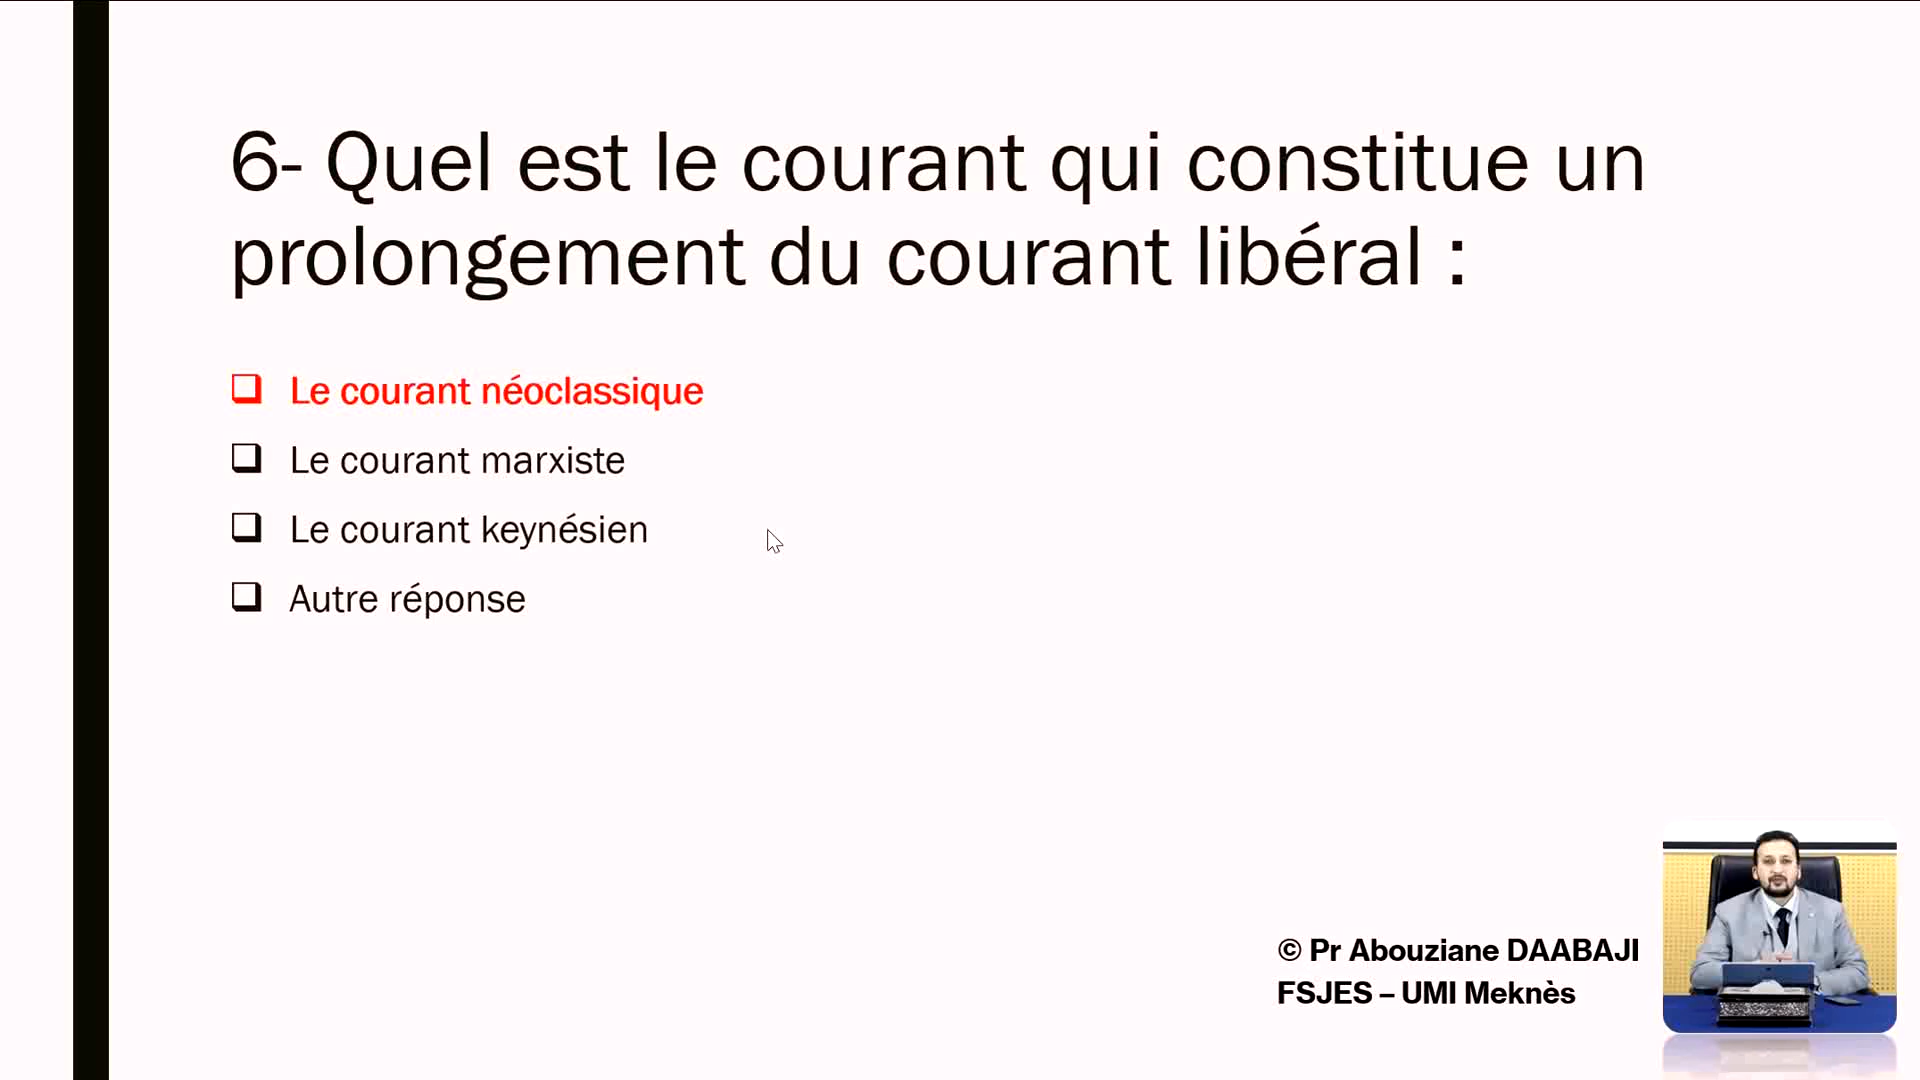 6- Quel est le courant qui constitue un
prolongement du courant libéral :
Le courant néoclassique
Le courant marxiste
Le courant keynésien
Autre réponse
© Pr Abouziane DAABAJI
FSJES – UMI Meknès